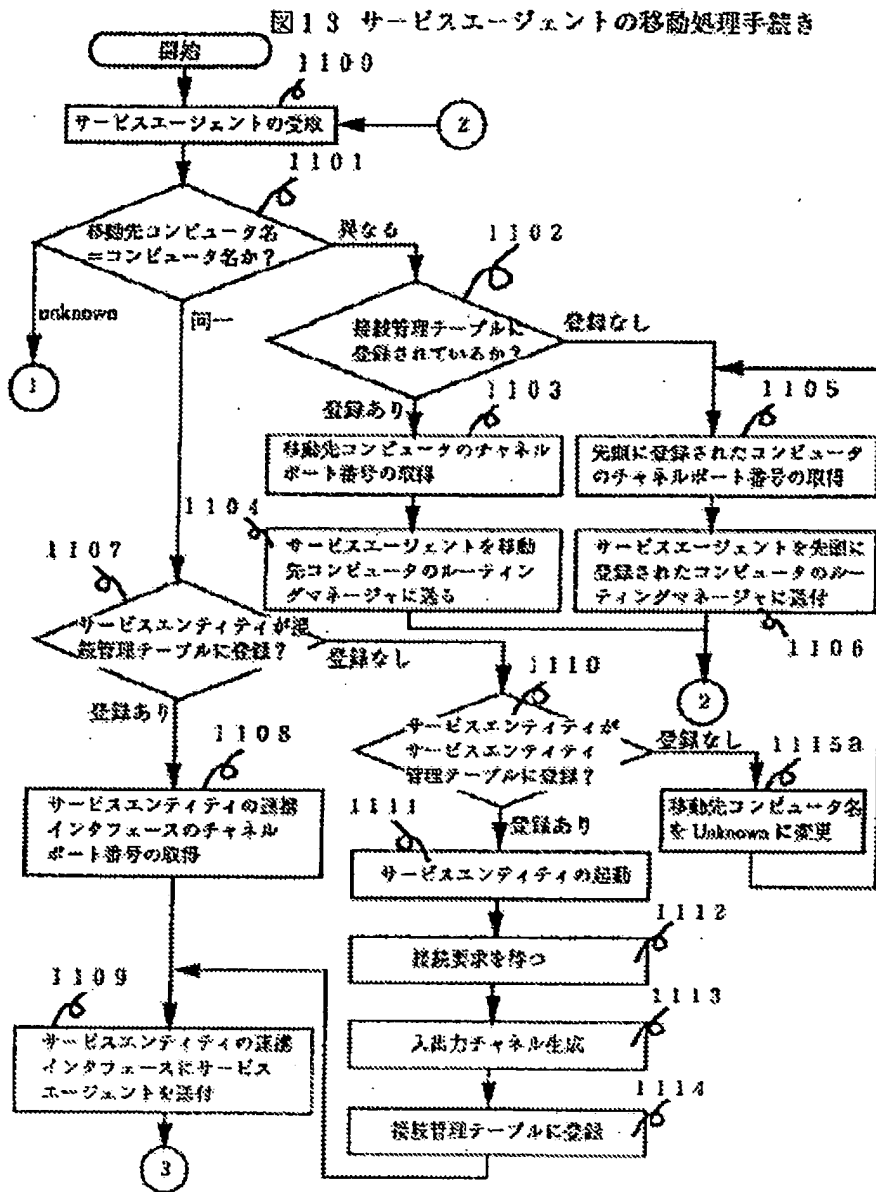 図13 サービスエージェントの移動処理手続き
開始
1100
サービスエージェントの受取
2
1101
移動先コンピュータ名
=コンピュータ名か?
異なる
unknown
同一
1
1102
接続管理テーブルに
登録されているか?
登録なし
登録あり
1103
移動先コンピュータのチャネル
ポート番号の取得
1105
先頭に登録されたコンピュータ
のチャネルポート番号の取得
1104
サービスエージェントを移動
先コンピュータのルーティン
グマネージャに送る
サービスエージェントを先頭に
登録されたコンピュータのルー
ティングマネージャに送付
1106
2
1107
サービスエンティティが接
続管理テーブルに登録?
登録なし
登録あり
1110
サービスエンティティが
サービスエンティティ
管理テーブルに登録?
登録なし
登録あり
1115a
移動先コンピュータ名
をUnknownに変更
1108
サービスエンティティの連携
インタフェースのチャネル
ポート番号の取得
1111
サービスエンティティの起動
1112
接続要求を待つ
1113
入出力チャネル生成
1114
接続管理テーブルに登録
1109
サービスエンティティの連携
インタフェースにサービス
エージェントを送付
3